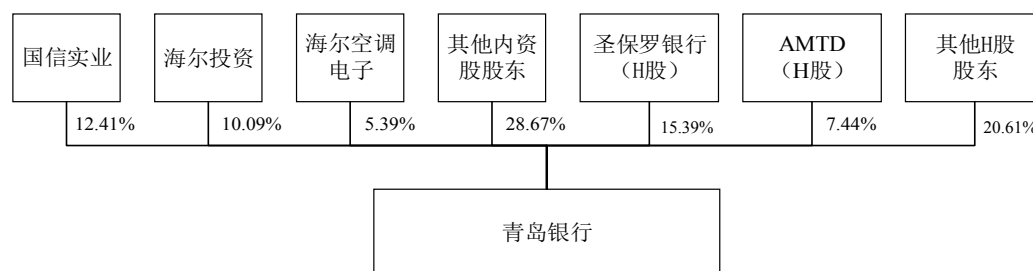 国信实业
海尔投资
海尔空调
电子
其他内资
股股东
圣保罗银行
（H股）
AMTD
（H股）
其他H股
股东
12.41%
10.09%
5.39%
28.67%
15.39%
7.44%
20.61%
青岛银行